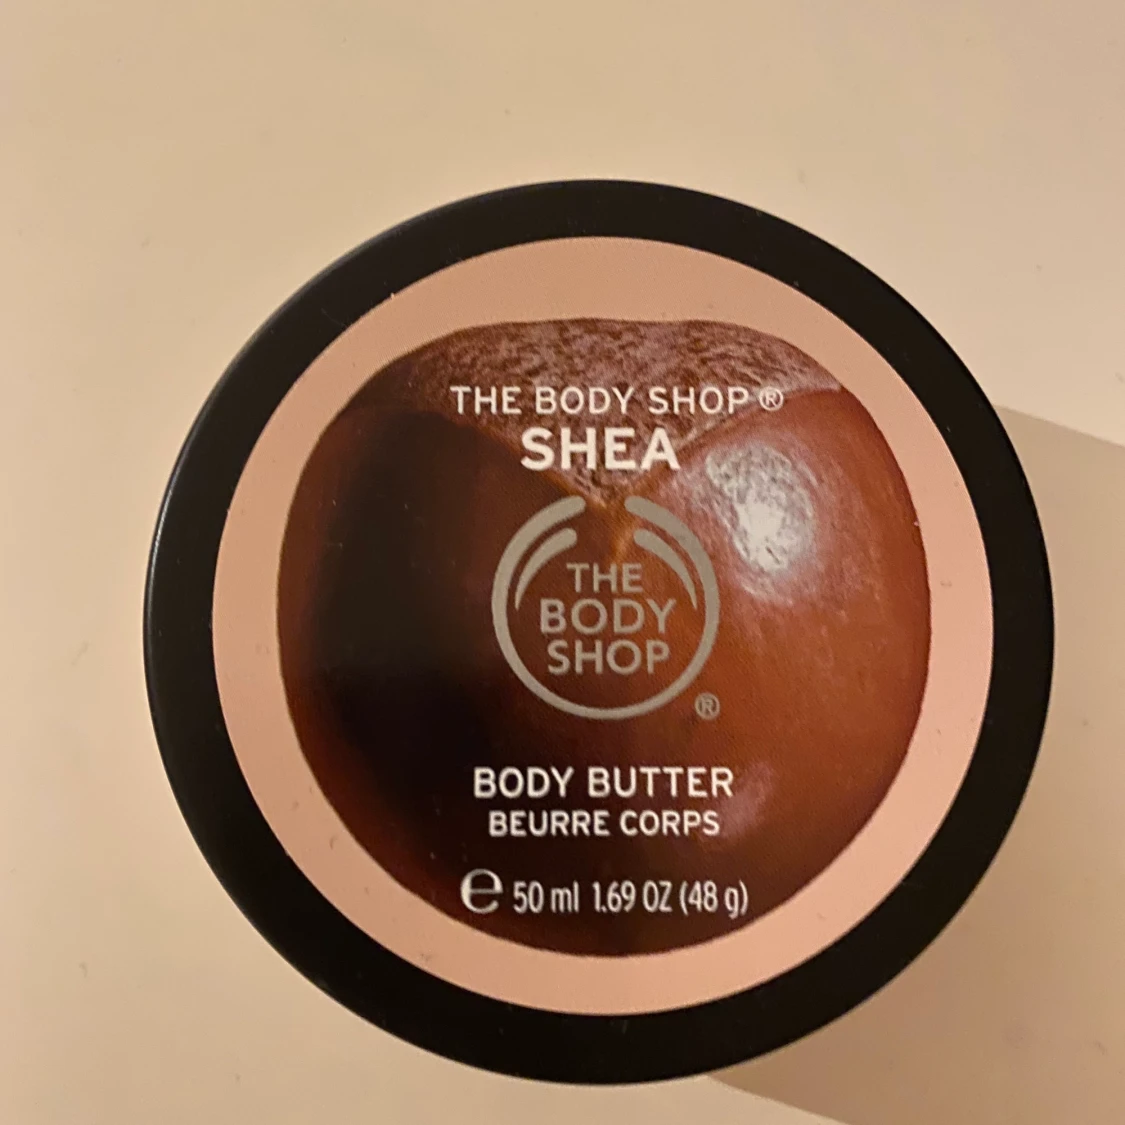 THE BODY SHOP ®
SHEA
THE
BODY
SHOP
®
BODY BUTTER
BEURRE CORPS
℮ 50 ml 1.69 OZ (48 g)